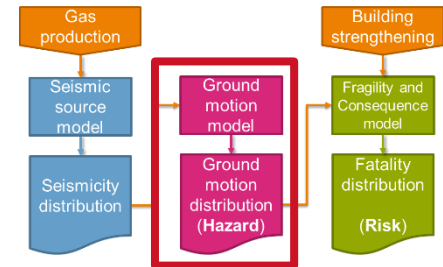 Gas
production
Building
strengthening
Seismic
source
model
Ground
motion
model
Fragility and
Consequence
model
Seismicity
distribution
Ground
motion
distribution
(Hazard)
Fatality
distribution
(Risk)